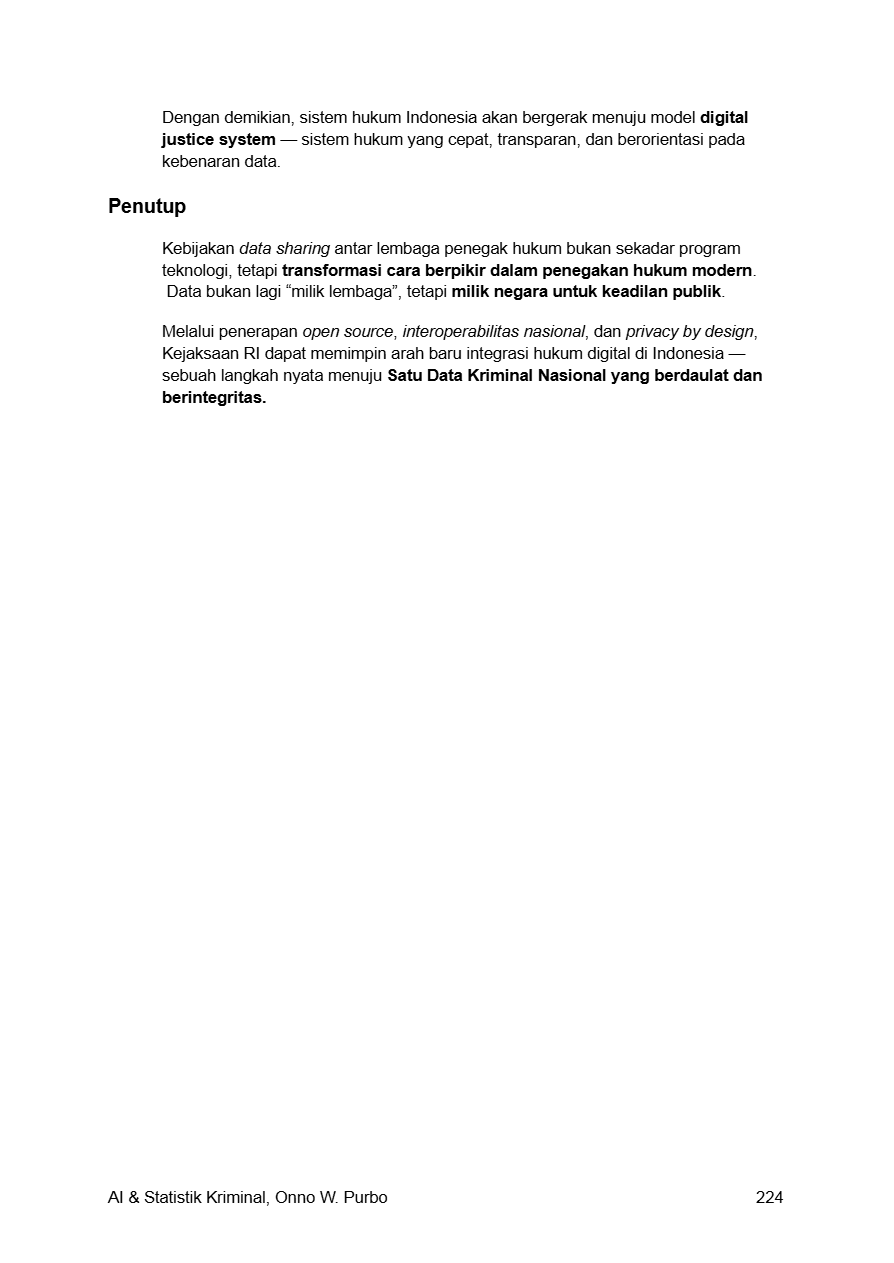 Dengan demikian, sistem hukum Indonesia akan bergerak menuju model digital
justice system — sistem hukum yang cepat, transparan, dan berorientasi pada
kebenaran data.
Penutup
Kebijakan data sharing antar lembaga penegak hukum bukan sekadar program
teknologi, tetapi transformasi cara berpikir dalam penegakan hukum modern.
Data bukan lagi “milik lembaga”, tetapi milik negara untuk keadilan publik.
Melalui penerapan open source, interoperabilitas nasional, dan privacy by design,
Kejaksaan RI dapat memimpin arah baru integrasi hukum digital di Indonesia —
sebuah langkah nyata menuju Satu Data Kriminal Nasional yang berdaulat dan
berintegritas.
AI & Statistik Kriminal, Onno W. Purbo 224